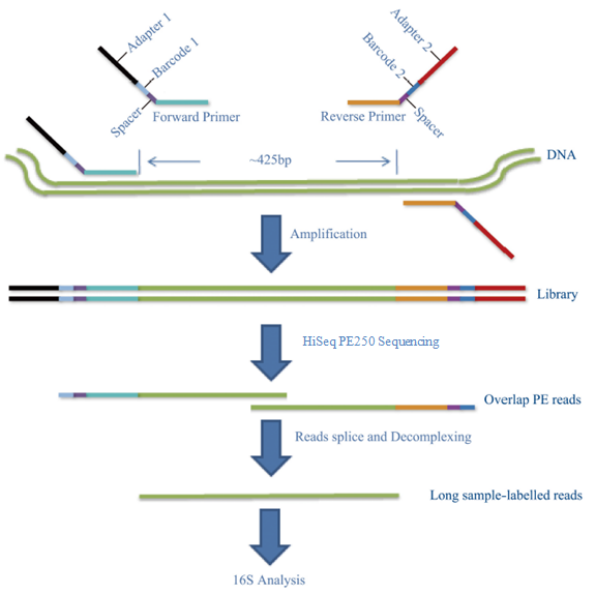 Adapter 1
Barcode 1
Spacer
Forward Primer
Adapter 2
Barcode 2
Spacer
Reverse Primer
~425bp
DNA
Amplification
Library
HiSeq PE250 Sequencing
Overlap PE reads
Reads splice and Decomplexing
Long sample-labelled reads
16S Analysis